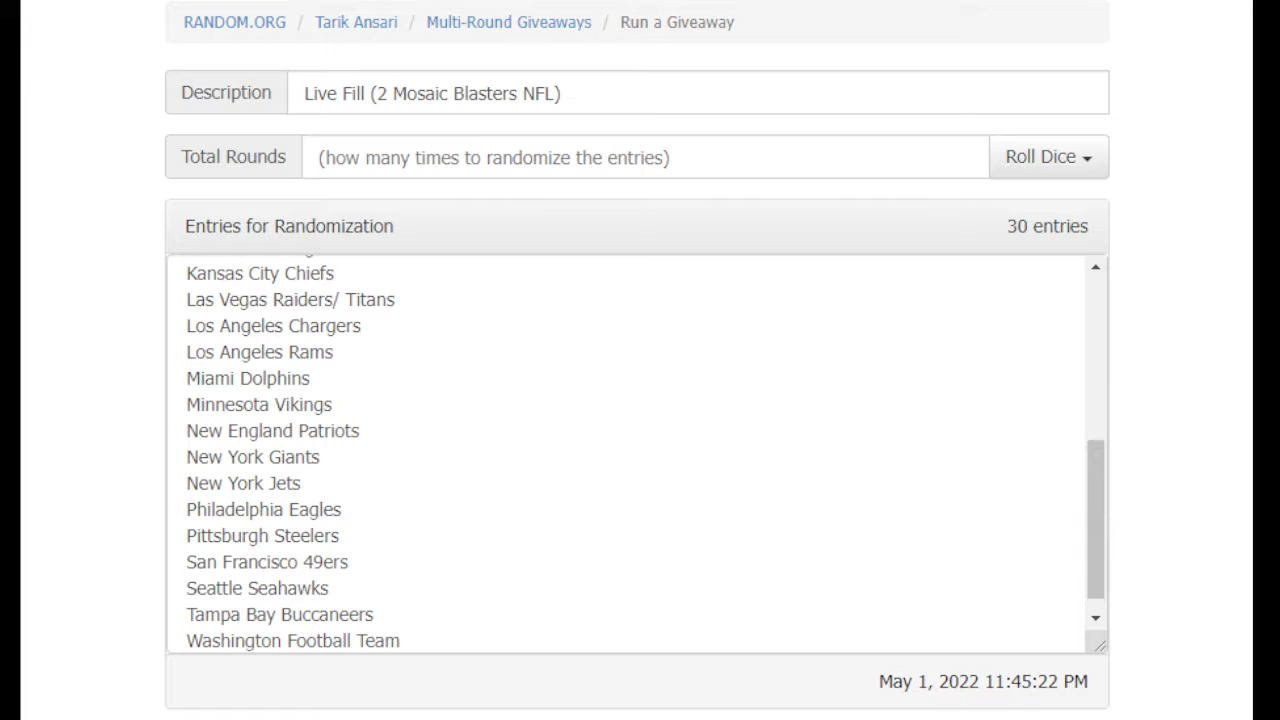 RANDOM.ORG / Tarik Ansari / Multi-Round Giveaways / Run a Giveaway
Description Live Fill (2 Mosaic Blasters NFL)
Total Rounds (how many times to randomize the entries) Roll Dice
Entries for Randomization 30 entries
Kansas City Chiefs
Las Vegas Raiders/ Titans
Los Angeles Chargers
Los Angeles Rams
Miami Dolphins
Minnesota Vikings
New England Patriots
New York Giants
New York Jets
Philadelphia Eagles
Pittsburgh Steelers
San Francisco 49ers
Seattle Seahawks
Tampa Bay Buccaneers
Washington Football Team
May 1, 2022 11:45:22 PM